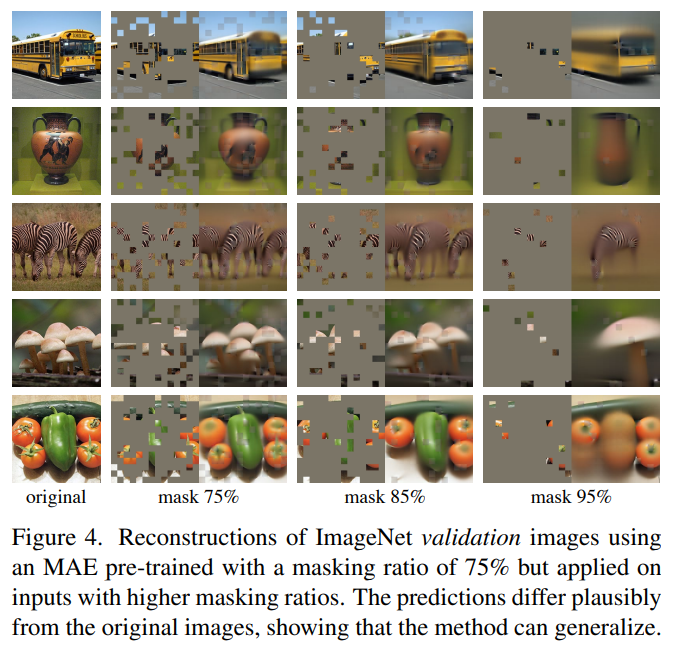 original mask 75% mask 85% mask 95%
Figure 4. Reconstructions of ImageNet validation images using
an MAE pre-trained with a masking ratio of 75% but applied on
inputs with higher masking ratios. The predictions differ plausibly
from the original images, showing that the method can generalize.